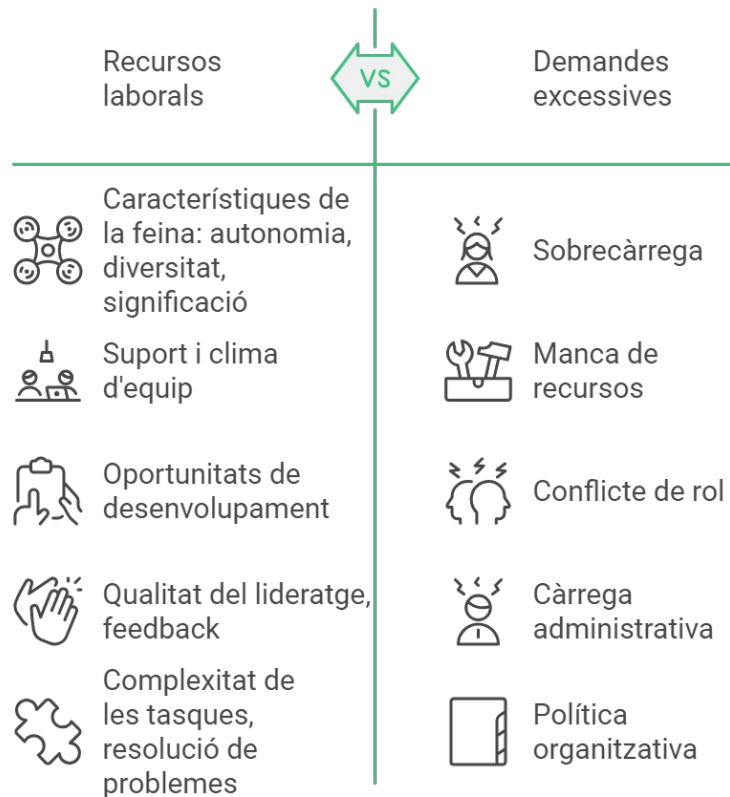 Recursos
laborals
VS
Demandes
excessives
Característiques de
la feina: autonomia,
diversitat,
significació
Sobrecàrrega
Suport i clima
d'equip
Manca de
recursos
Oportunitats de
desenvolupament
Conflicte de rol
Qualitat del lideratge,
feedback
Càrrega
administrativa
Complexitat de
les tasques,
resolució de
problemes
Política
organitzativa